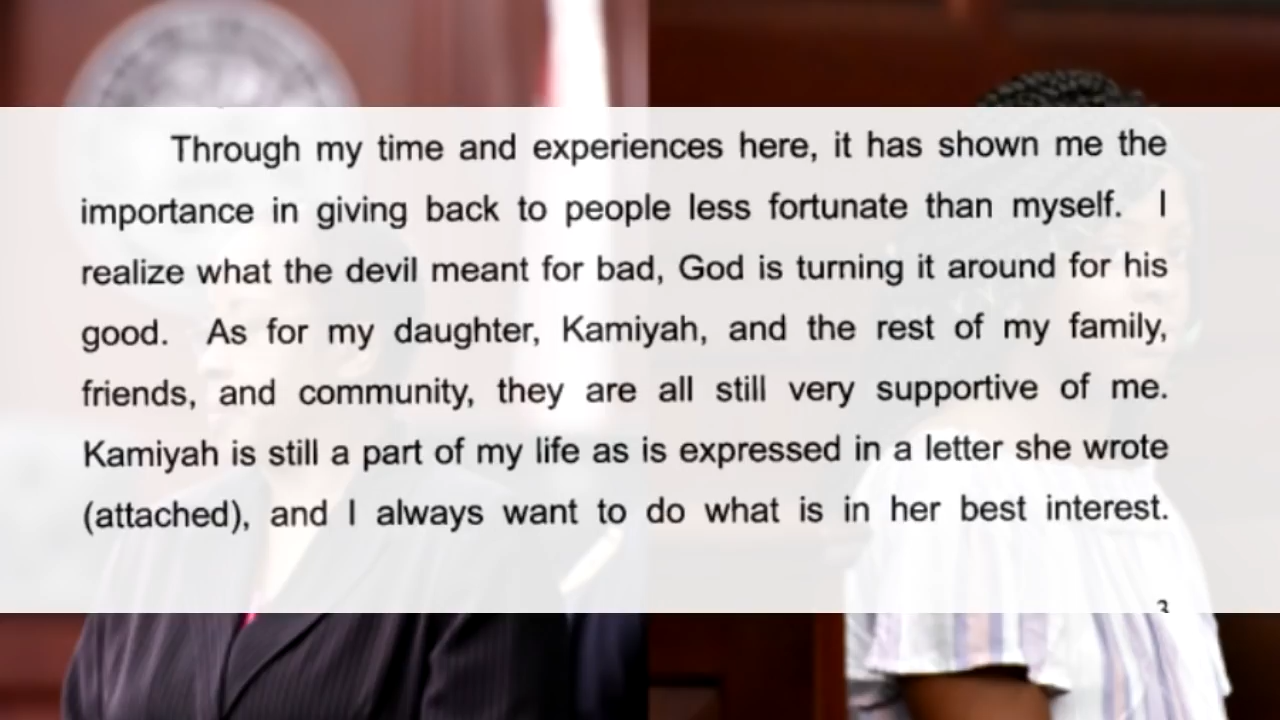 Through my time and experiences here, it has shown me the
importance in giving back to people less fortunate than myself. I
realize what the devil meant for bad, God is turning it around for his
good. As for my daughter, Kamiyah, and the rest of my family,
friends, and community, they are all still very supportive of me.
Kamiyah is still a part of my life as is expressed in a letter she wrote
(attached), and I always want to do what is in her best interest.
3